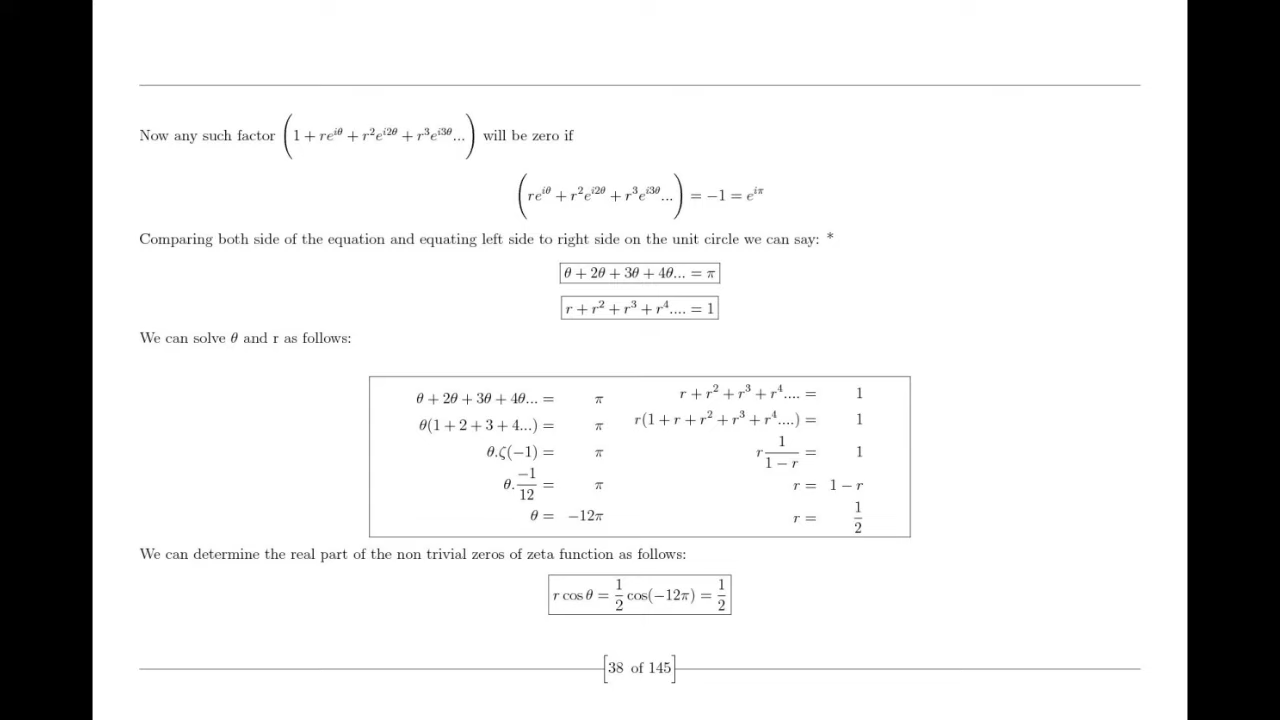 Now any such factor (1 + re^{iθ} + r^2e^{i2θ} + r^3e^{i3θ}...) will be zero if
(re^{iθ} + r^2e^{i2θ} + r^3e^{i3θ}...) = −1 = e^{iπ}
Comparing both side of the equation and equating left side to right side on the unit circle we can say: *
θ + 2θ + 3θ + 4θ... = π
r + r^2 + r^3 + r^4.... = 1
We can solve θ and r as follows:
θ + 2θ + 3θ + 4θ... = π
θ(1 + 2 + 3 + 4...) = π
θ.ζ(−1) = π
θ.\frac{−1}{12} = π
θ = −12π
r + r^2 + r^3 + r^4.... = 1
r(1 + r + r^2 + r^3 + r^4....) = 1
r\frac{1}{1 − r} = 1
r = 1 − r
r = \frac{1}{2}
We can determine the real part of the non trivial zeros of zeta function as follows:
r cos θ = \frac{1}{2} cos(−12π) = \frac{1}{2}
[38 of 145]